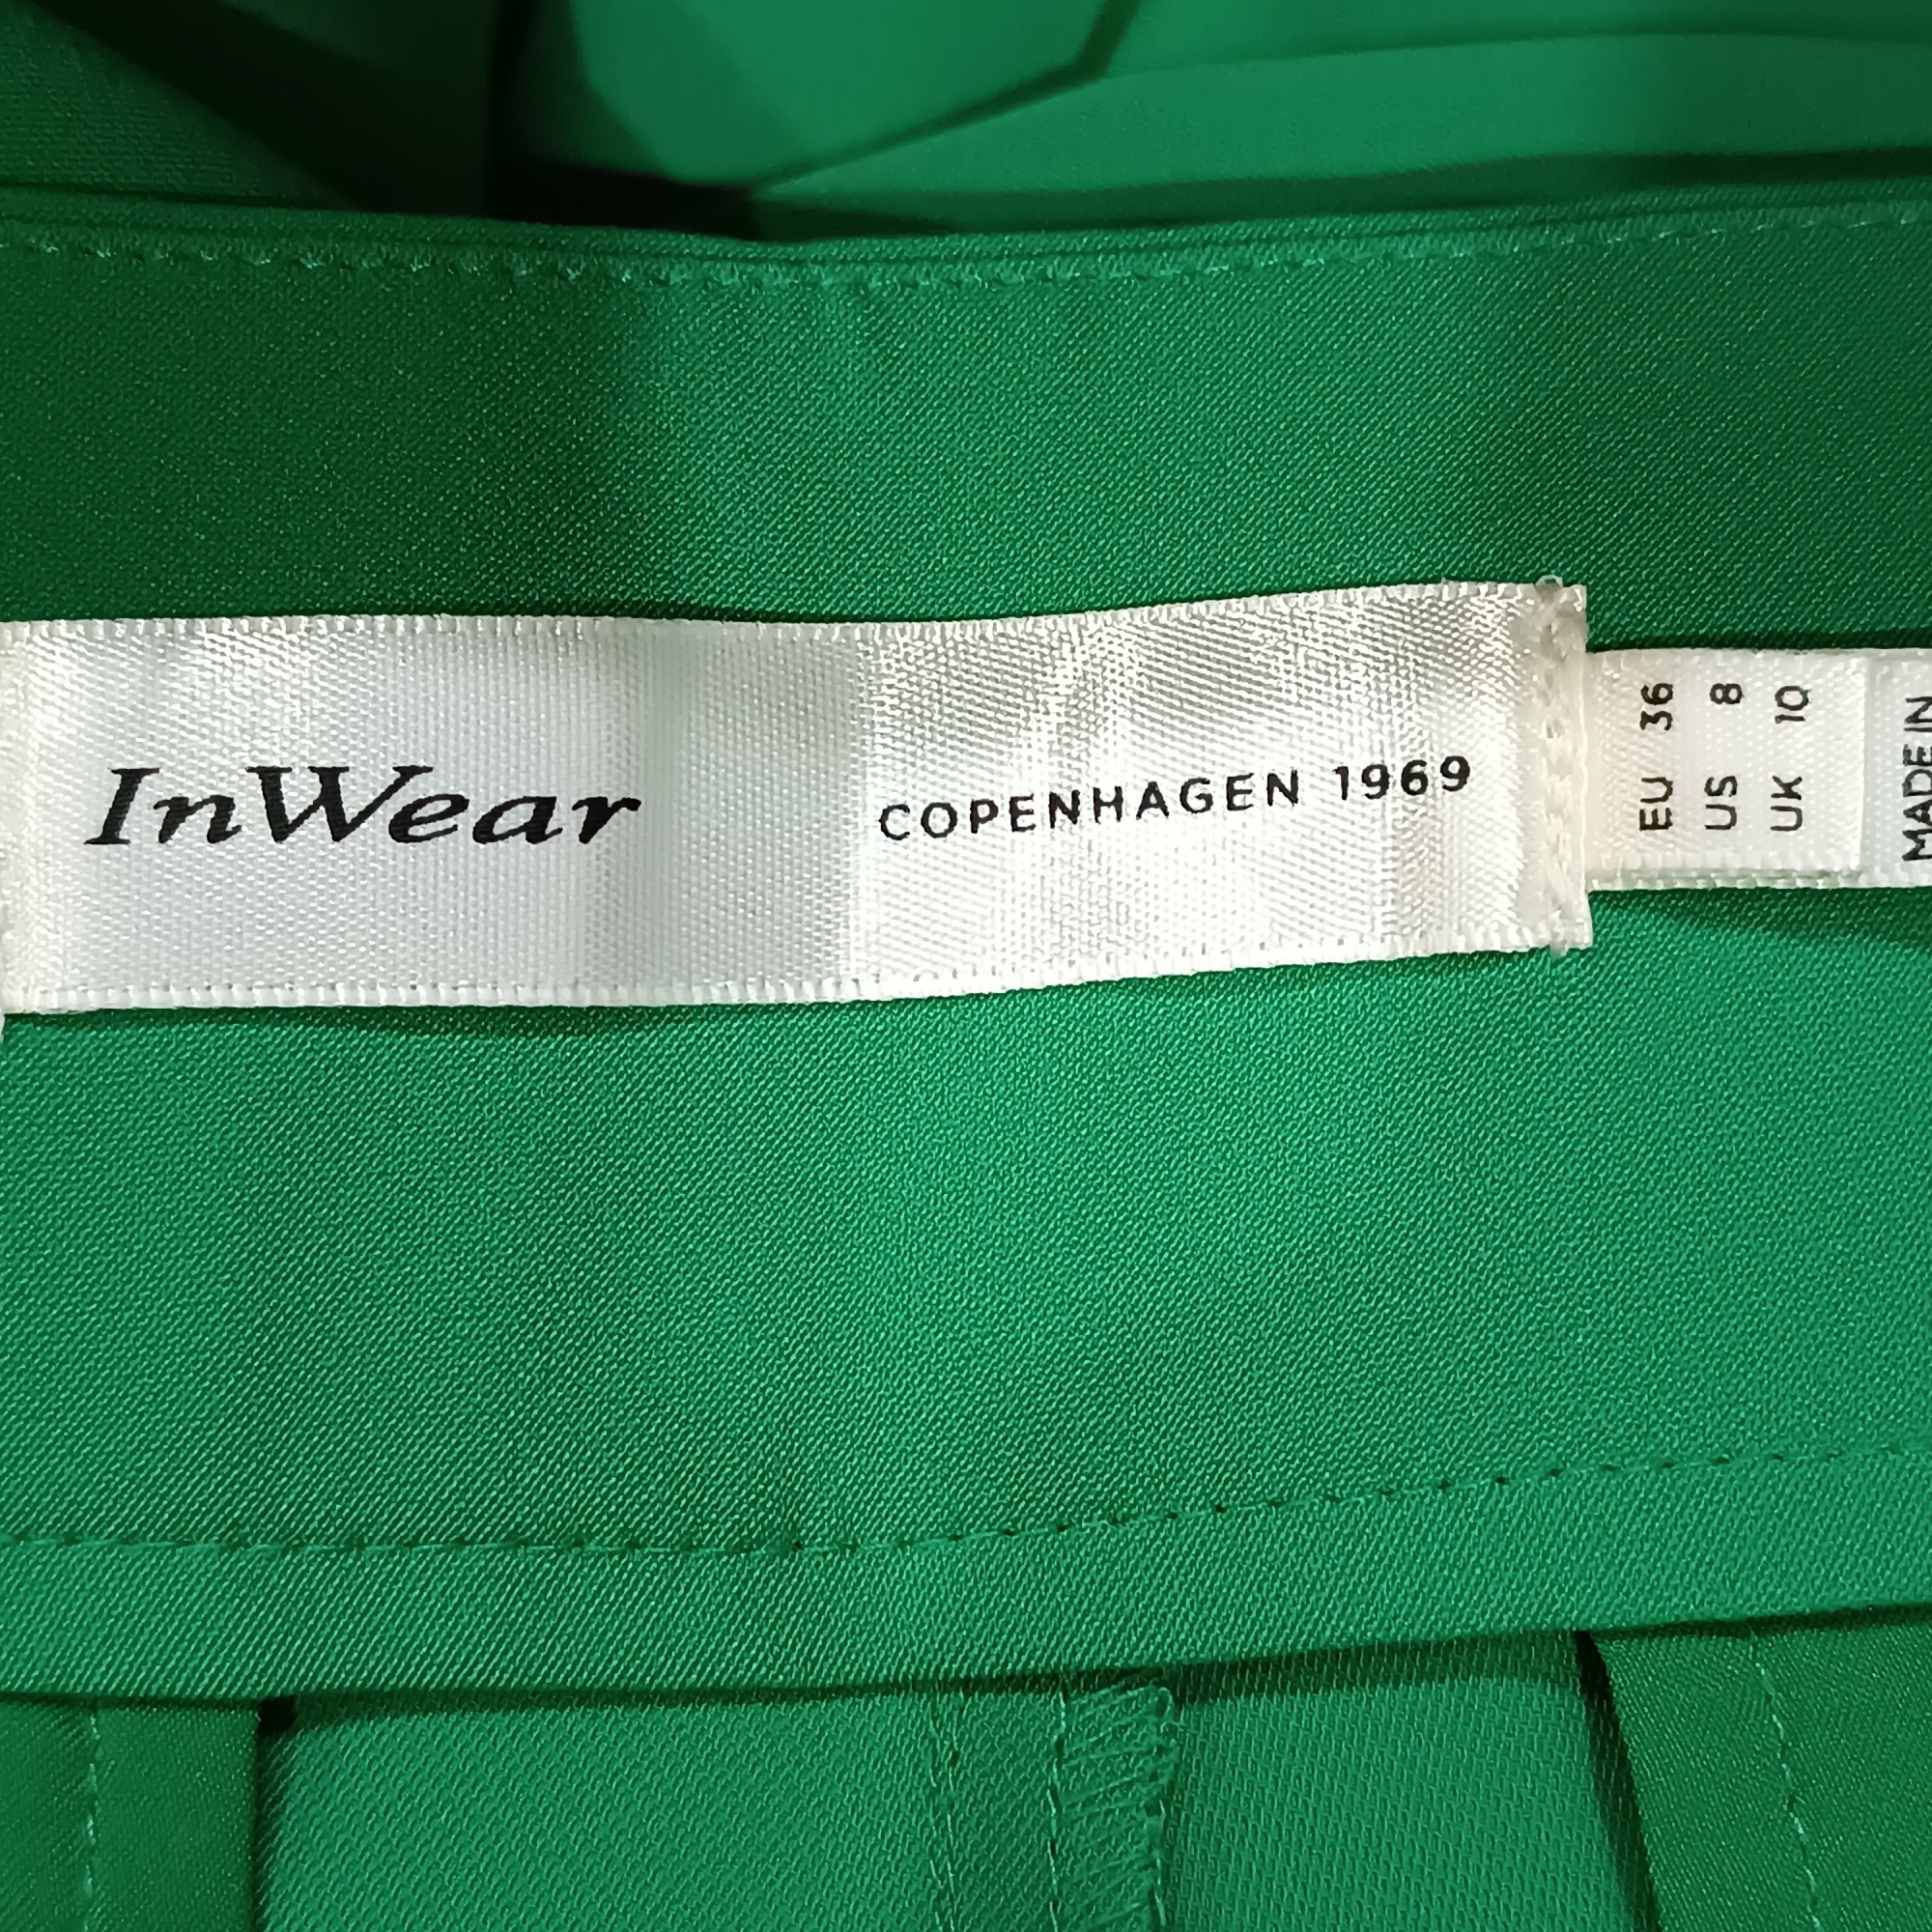 InWear
COPENHAGEN 1969
EU 36
US 8
UK 10
MADE IN